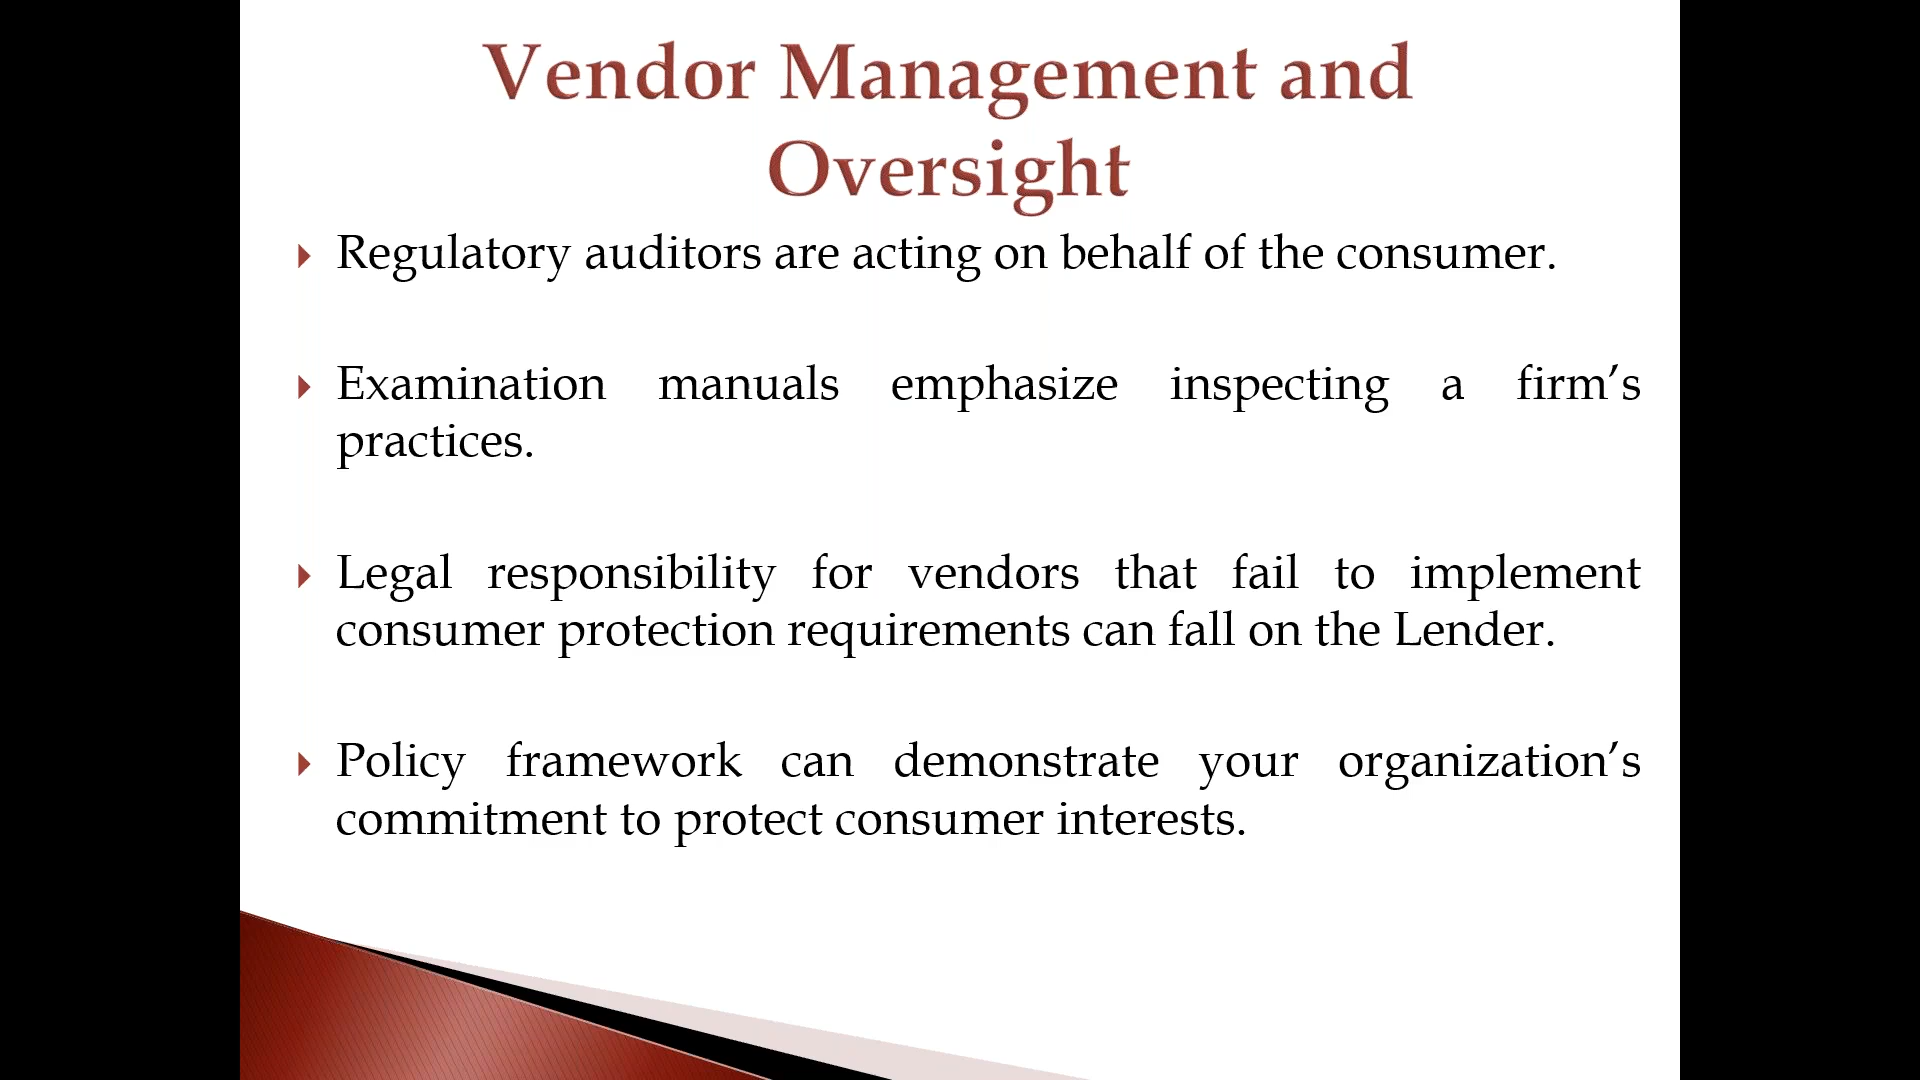 Vendor Management and
Oversight
Regulatory auditors are acting on behalf of the consumer.
Examination manuals emphasize inspecting a firm’s
practices.
Legal responsibility for vendors that fail to implement
consumer protection requirements can fall on the Lender.
Policy framework can demonstrate your organization’s
commitment to protect consumer interests.